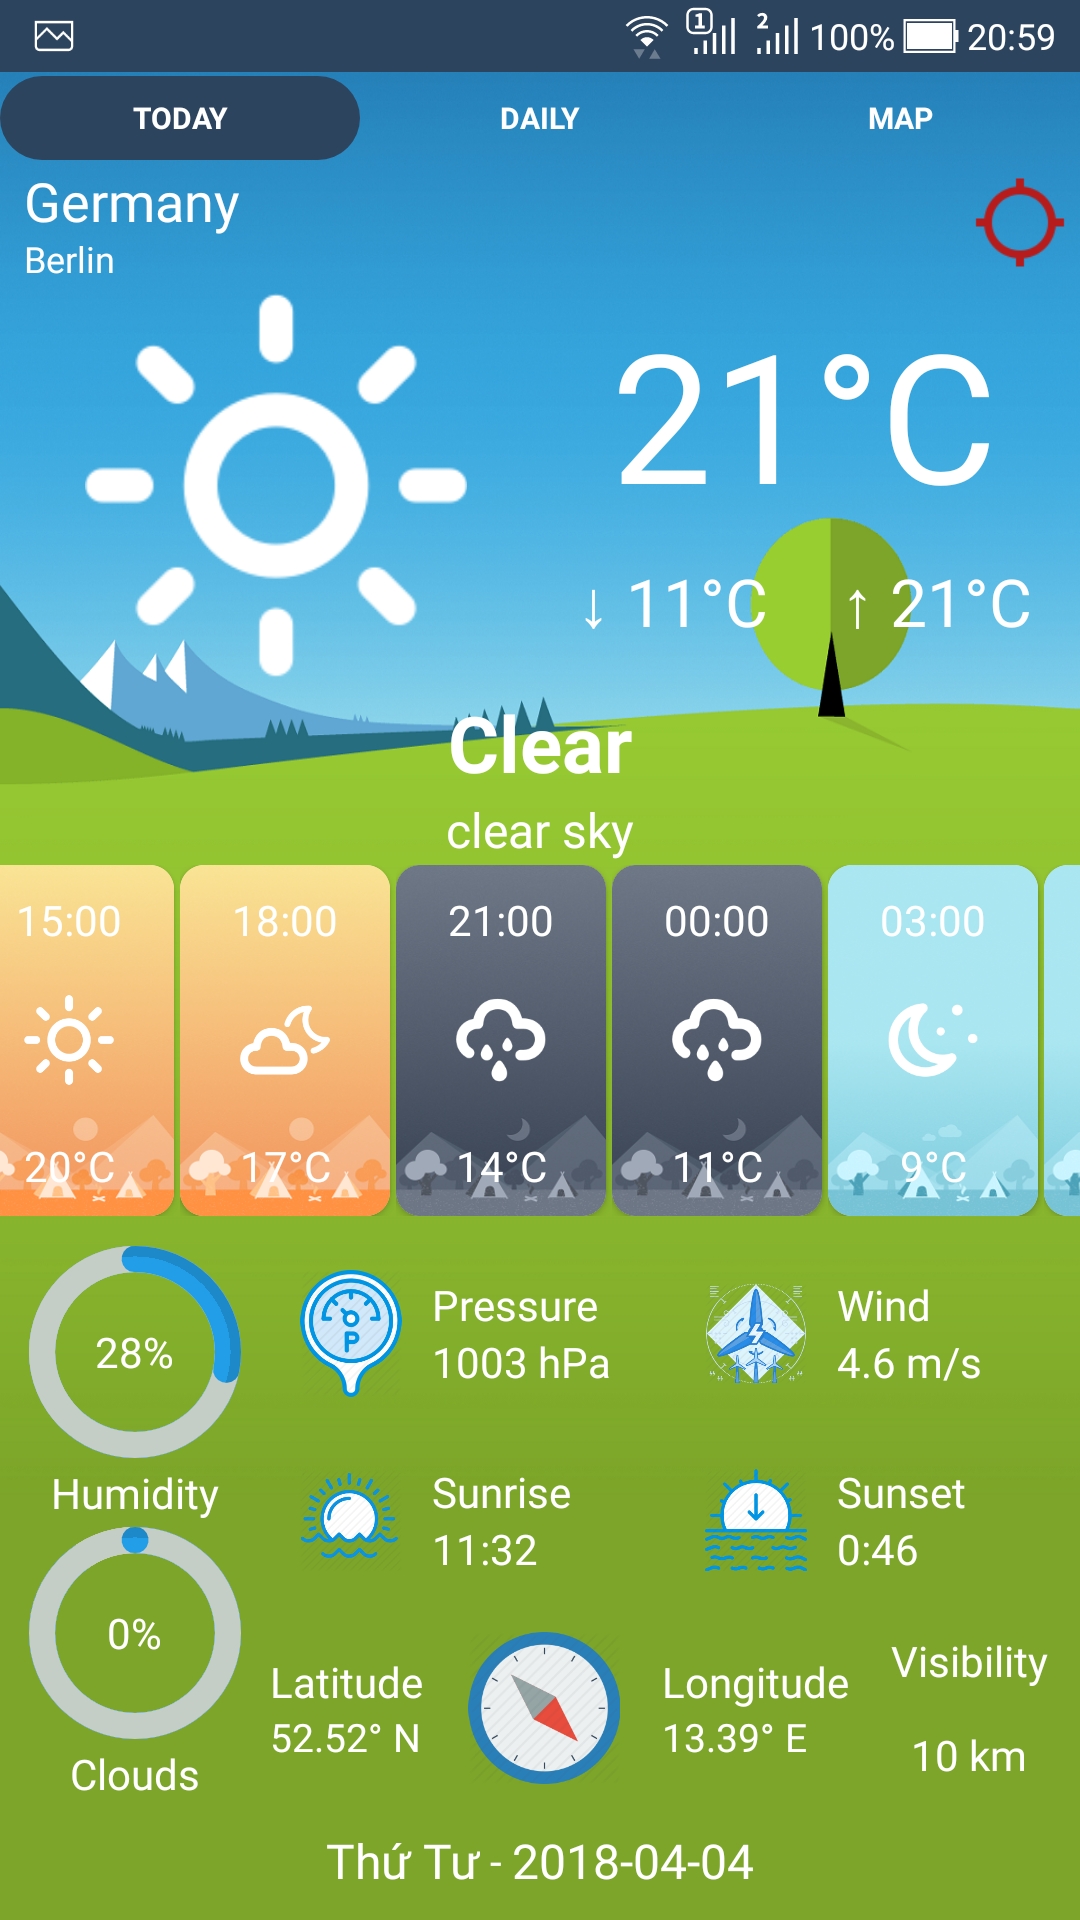 1 2 100% 20:59
TODAY DAILY MAP
Germany
Berlin
21°C
↓ 11°C ↑ 21°C
Clear
clear sky
15:00 18:00 21:00 00:00 03:00
20°C 17°C 14°C 11°C 9°C
28%
Humidity
Pressure
1003 hPa
P
Wind
4.6 m/s
Sunrise
11:32
Sunset
0:46
0%
Clouds
Latitude
52.52° N
Longitude
13.39° E
Visibility
10 km
Thứ Tư - 2018-04-04